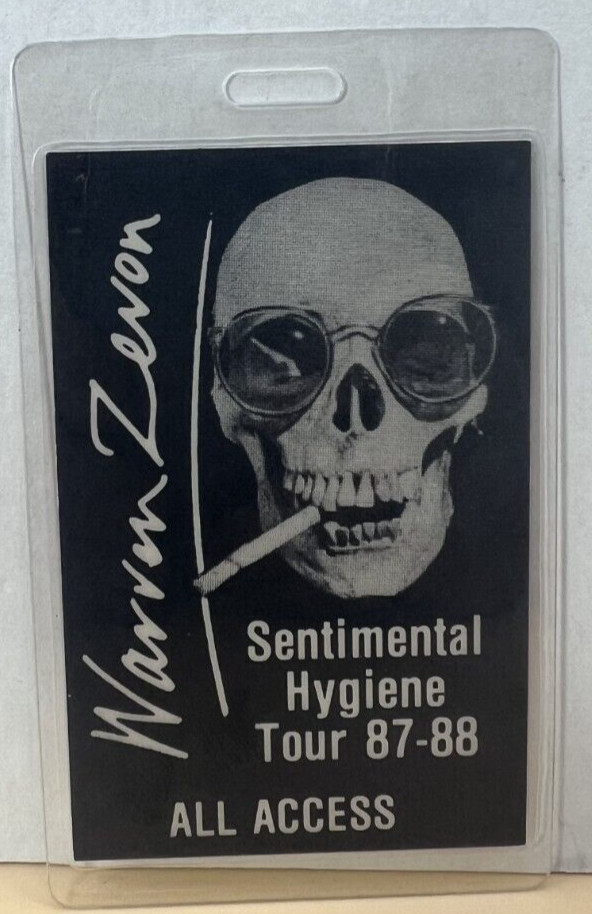 Warren Zevon
Sentimental
Hygiene
Tour 87-88
ALL ACCESS